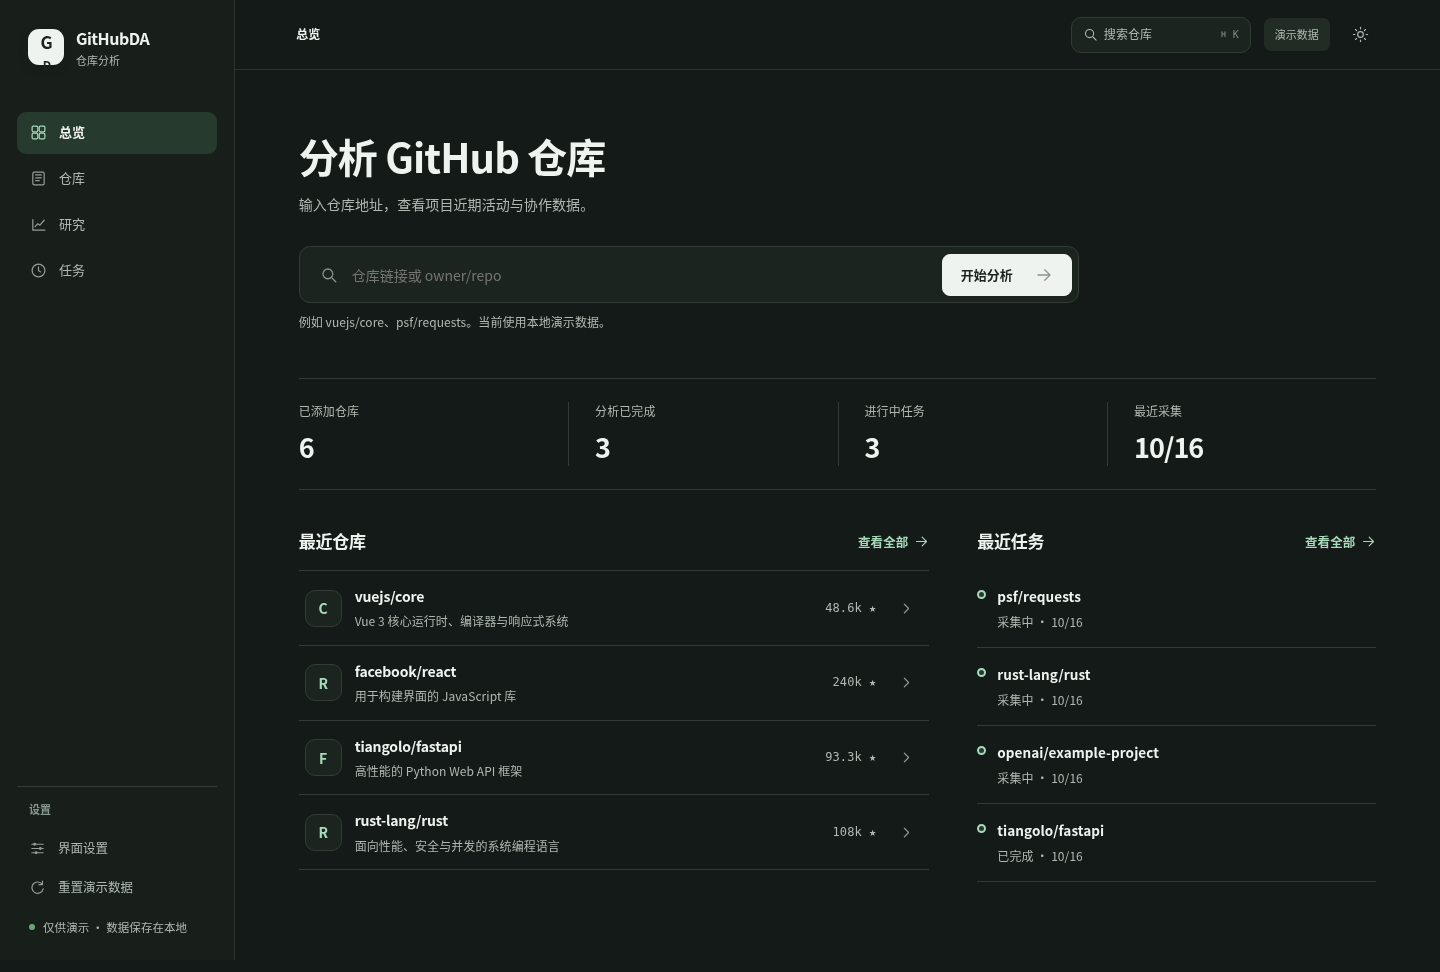 GitHubDA
仓库分析
总览
仓库
研究
任务
设置
界面设置
重置演示数据
仅供演示 · 数据保存在本地
总览
搜索仓库 ⌘ K
演示数据
分析 GitHub 仓库
输入仓库地址，查看项目近期活动与协作数据。
仓库链接或 owner/repo
开始分析
例如 vuejs/core、psf/requests。当前使用本地演示数据。
已添加仓库
6
分析已完成
3
进行中任务
3
最近采集
10/16
最近仓库
查看全部 →
C
vuejs/core
Vue 3 核心运行时、编译器与响应式系统
48.6k ★
R
facebook/react
用于构建界面的 JavaScript 库
240k ★
F
tiangolo/fastapi
高性能的 Python Web API 框架
93.3k ★
R
rust-lang/rust
面向性能、安全与并发的系统编程语言
108k ★
最近任务
查看全部 →
psf/requests
采集中 · 10/16
rust-lang/rust
采集中 · 10/16
openai/example-project
采集中 · 10/16
tiangolo/fastapi
已完成 · 10/16